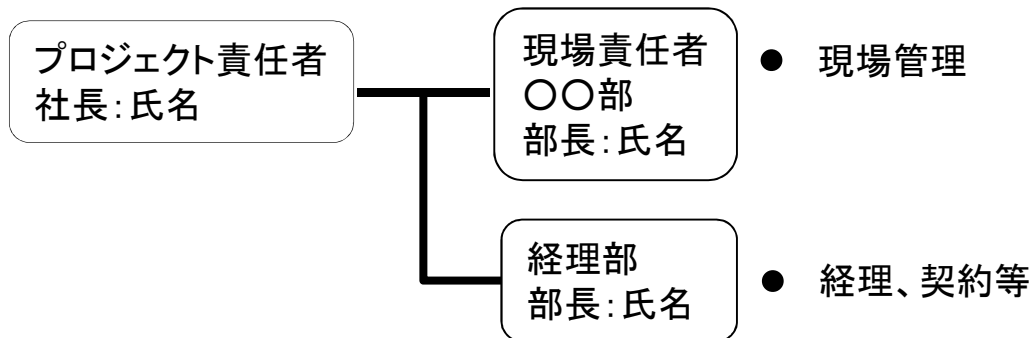 プロジェクト責任者
社長:氏名
現場責任者
〇〇部
部長:氏名
● 現場管理
経理部
部長:氏名
● 経理、契約等